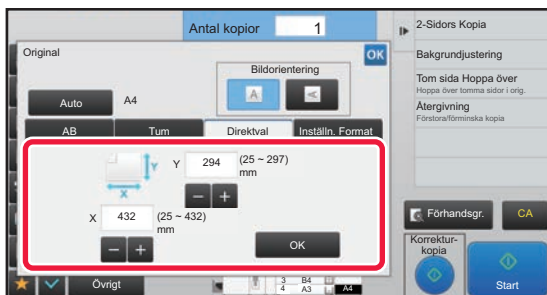 Antal kopior 1
Original
OK
Bildorientering
A
A
Auto
A4
AB
Tum
Direktval
Inställn. Format
Y
X
Y 294 (25 ~ 297)
mm
X 432 (25 ~ 432)
mm
OK
Övrigt
3 B4
4 A3
A4
2-Sidors Kopia
Bakgrundjustering
Tom sida Hoppa över
Hoppa över tomma sidor i orig.
Återgivning
Förstora/förminska kopia
Förhandsgr.
CA
Korrektur-
kopia
Start